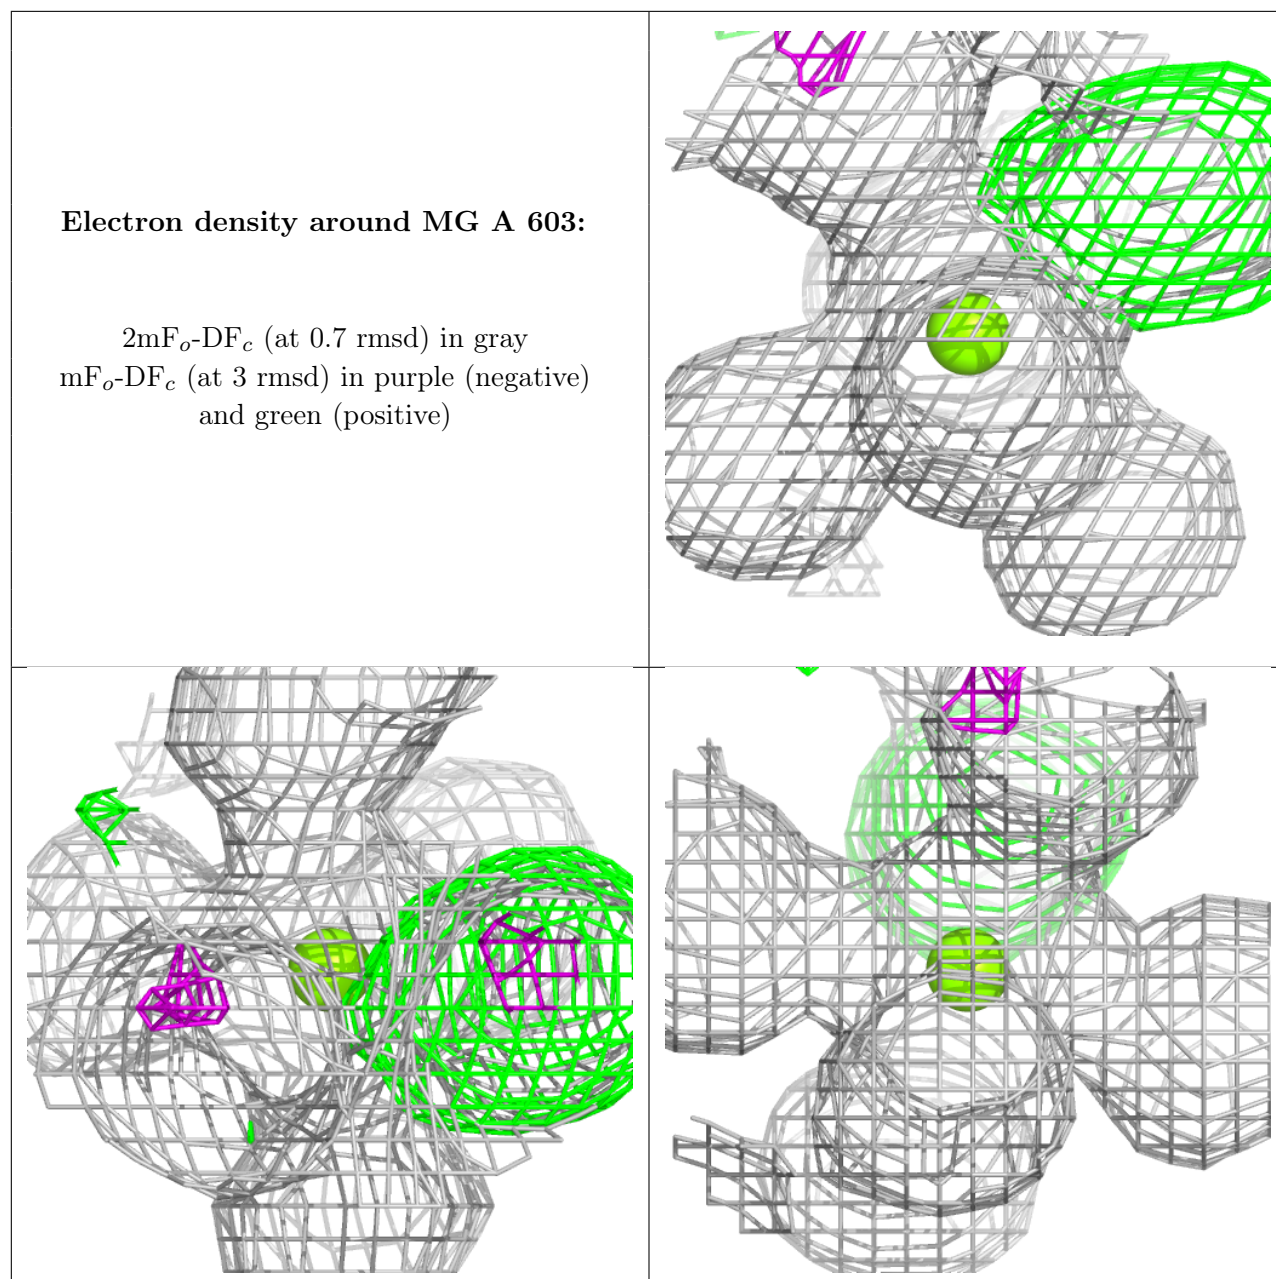 Electron density around MG A 603:
2mFo-DFc (at 0.7 rmsd) in gray
mFo-DFc (at 3 rmsd) in purple (negative)
and green (positive)